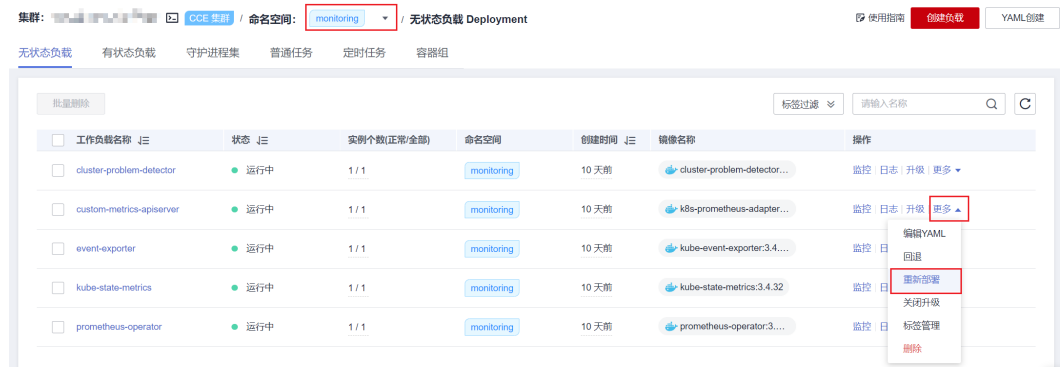 集群： CCE 集群 / 命名空间： monitoring / 无状态负载 Deployment 使用指南 创建负载 YAML创建
无状态负载 有状态负载 守护进程集 普通任务 定时任务 容器组
批量删除 标签过滤 请输入名称
工作负载名称 状态 实例个数(正常/全部) 命名空间 创建时间 镜像名称 操作
cluster-problem-detector 运行中 1 / 1 monitoring 10 天前 cluster-problem-detector... 监控 日志 升级 更多
custom-metrics-apiserver 运行中 1 / 1 monitoring 10 天前 k8s-prometheus-adapter... 监控 日志 升级 更多
编辑YAML
event-exporter 运行中 1 / 1 monitoring 10 天前 kube-event-exporter:3.4.... 监控 日
回退
重新部署
kube-state-metrics 运行中 1 / 1 monitoring 10 天前 kube-state-metrics:3.4.32 监控 日
关闭升级
prometheus-operator 运行中 1 / 1 monitoring 10 天前 prometheus-operator:3.... 监控 日
标签管理
删除